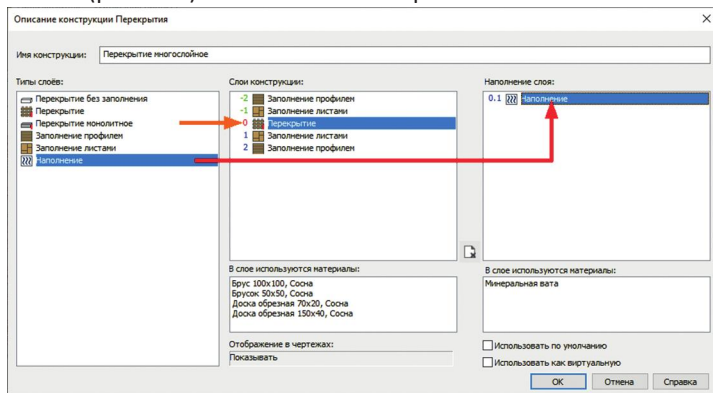 Описание конструкции Перекрытия
Имя конструкции: Перекрытие многослойное
Типы слоёв:
Перекрытие без заполнения
Перекрытие
Перекрытие монолитное
Заполнение профилем
Заполнение листами
Наполнение
Слои конструкции:
-2 Заполнение профилем
-1 Заполнение листами
0 Перекрытие
1 Заполнение листами
2 Заполнение профилем
В слое используются материалы:
Брус 100x100, Сосна
Брусок 50x50, Сосна
Доска обрезная 70x20, Сосна
Доска обрезная 150x40, Сосна
Отображение в чертежах:
Показывать
Наполнение слоя:
0.1 Наполнение
В слое используются материалы:
Минеральная вата
Использовать по умолчанию
Использовать как виртуальную
ОК Отмена Справка